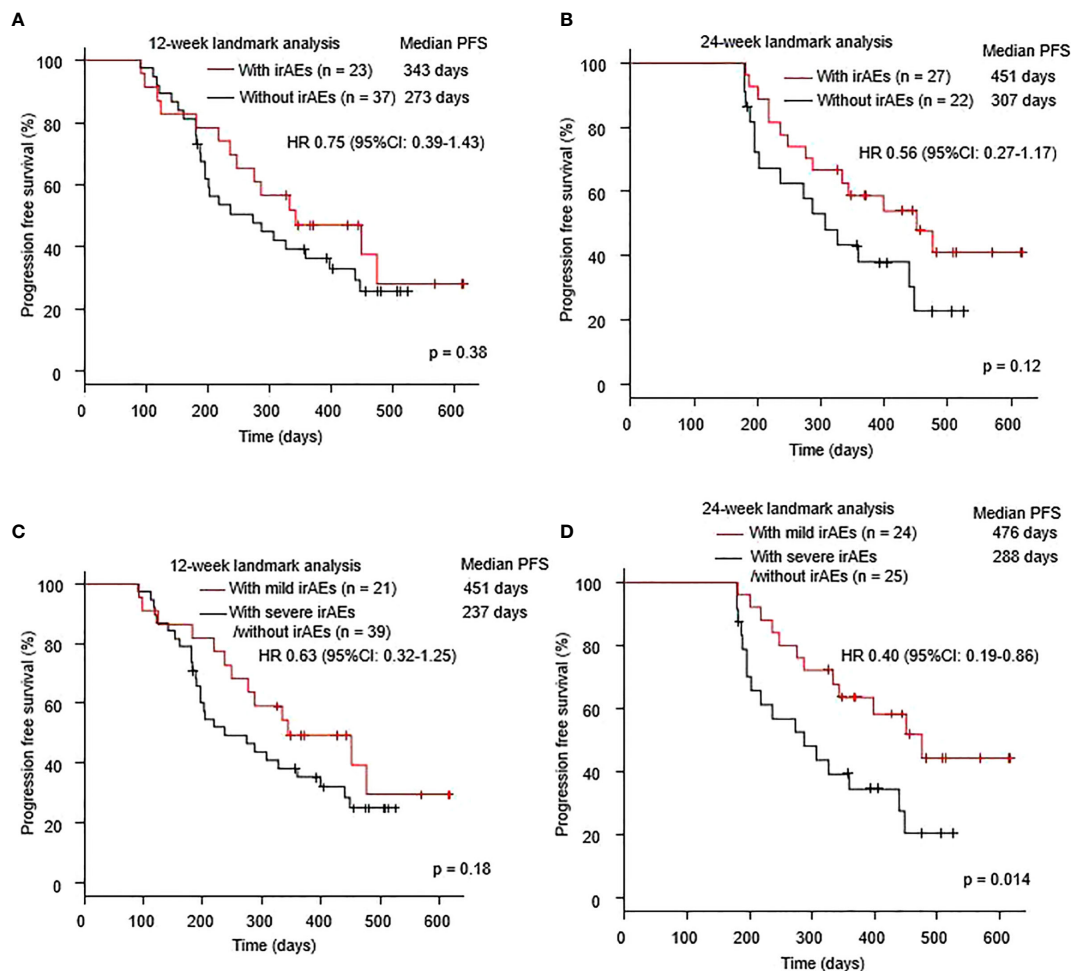 A
12-week landmark analysis Median PFS
With irAEs (n = 23) 343 days
Without irAEs (n = 37) 273 days
HR 0.75 (95%CI: 0.39-1.43)
Progression free survival (%)
100
80
60
40
20
0
p = 0.38
0 100 200 300 400 500 600
Time (days)
B
24-week landmark analysis Median PFS
With irAEs (n = 27) 451 days
Without irAEs (n = 22) 307 days
HR 0.56 (95%CI: 0.27-1.17)
Progression free survival (%)
100
80
60
40
20
0
p = 0.12
0 100 200 300 400 500 600
Time (days)
C
12-week landmark analysis Median PFS
With mild irAEs (n = 21) 451 days
With severe irAEs 237 days
/without irAEs (n = 39)
HR 0.63 (95%CI: 0.32-1.25)
Progression free survival (%)
100
80
60
40
20
0
p = 0.18
0 100 200 300 400 500 600
Time (days)
D
24-week landmark analysis Median PFS
With mild irAEs (n = 24) 476 days
With severe irAEs 288 days
/without irAEs (n = 25)
HR 0.40 (95%CI: 0.19-0.86)
Progression free survival (%)
100
80
60
40
20
0
p = 0.014
0 100 200 300 400 500 600
Time (days)